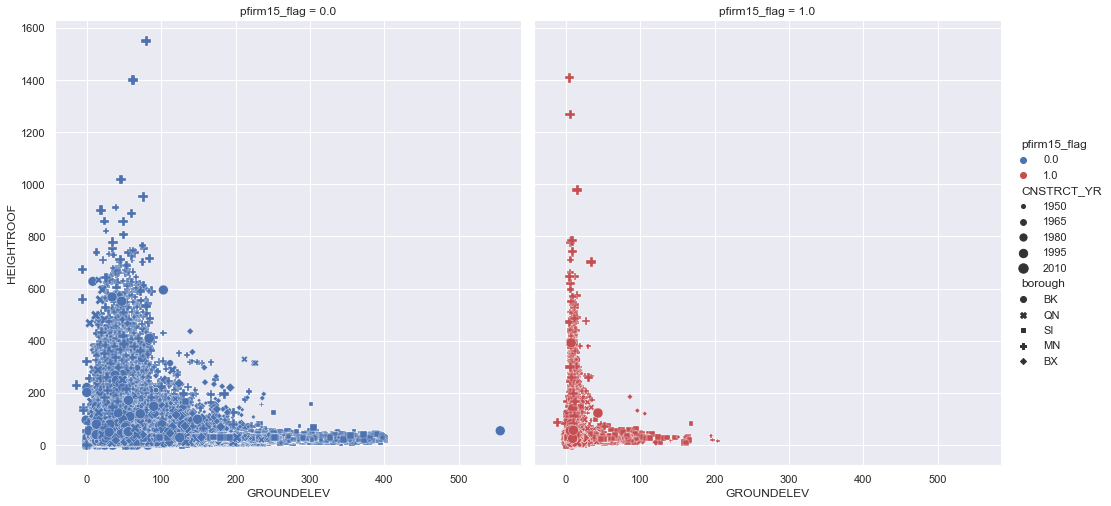 pfirm15_flag = 0.0
pfirm15_flag = 1.0
1600
1400
1200
1000
800
600
400
200
0
HEIGHTROOF
0 100 200 300 400 500
GROUNDELEV
0 100 200 300 400 500
GROUNDELEV
pfirm15_flag
0.0
1.0
CNSTRCT_YR
1950
1965
1980
1995
2010
borough
BK
QN
SI
MN
BX